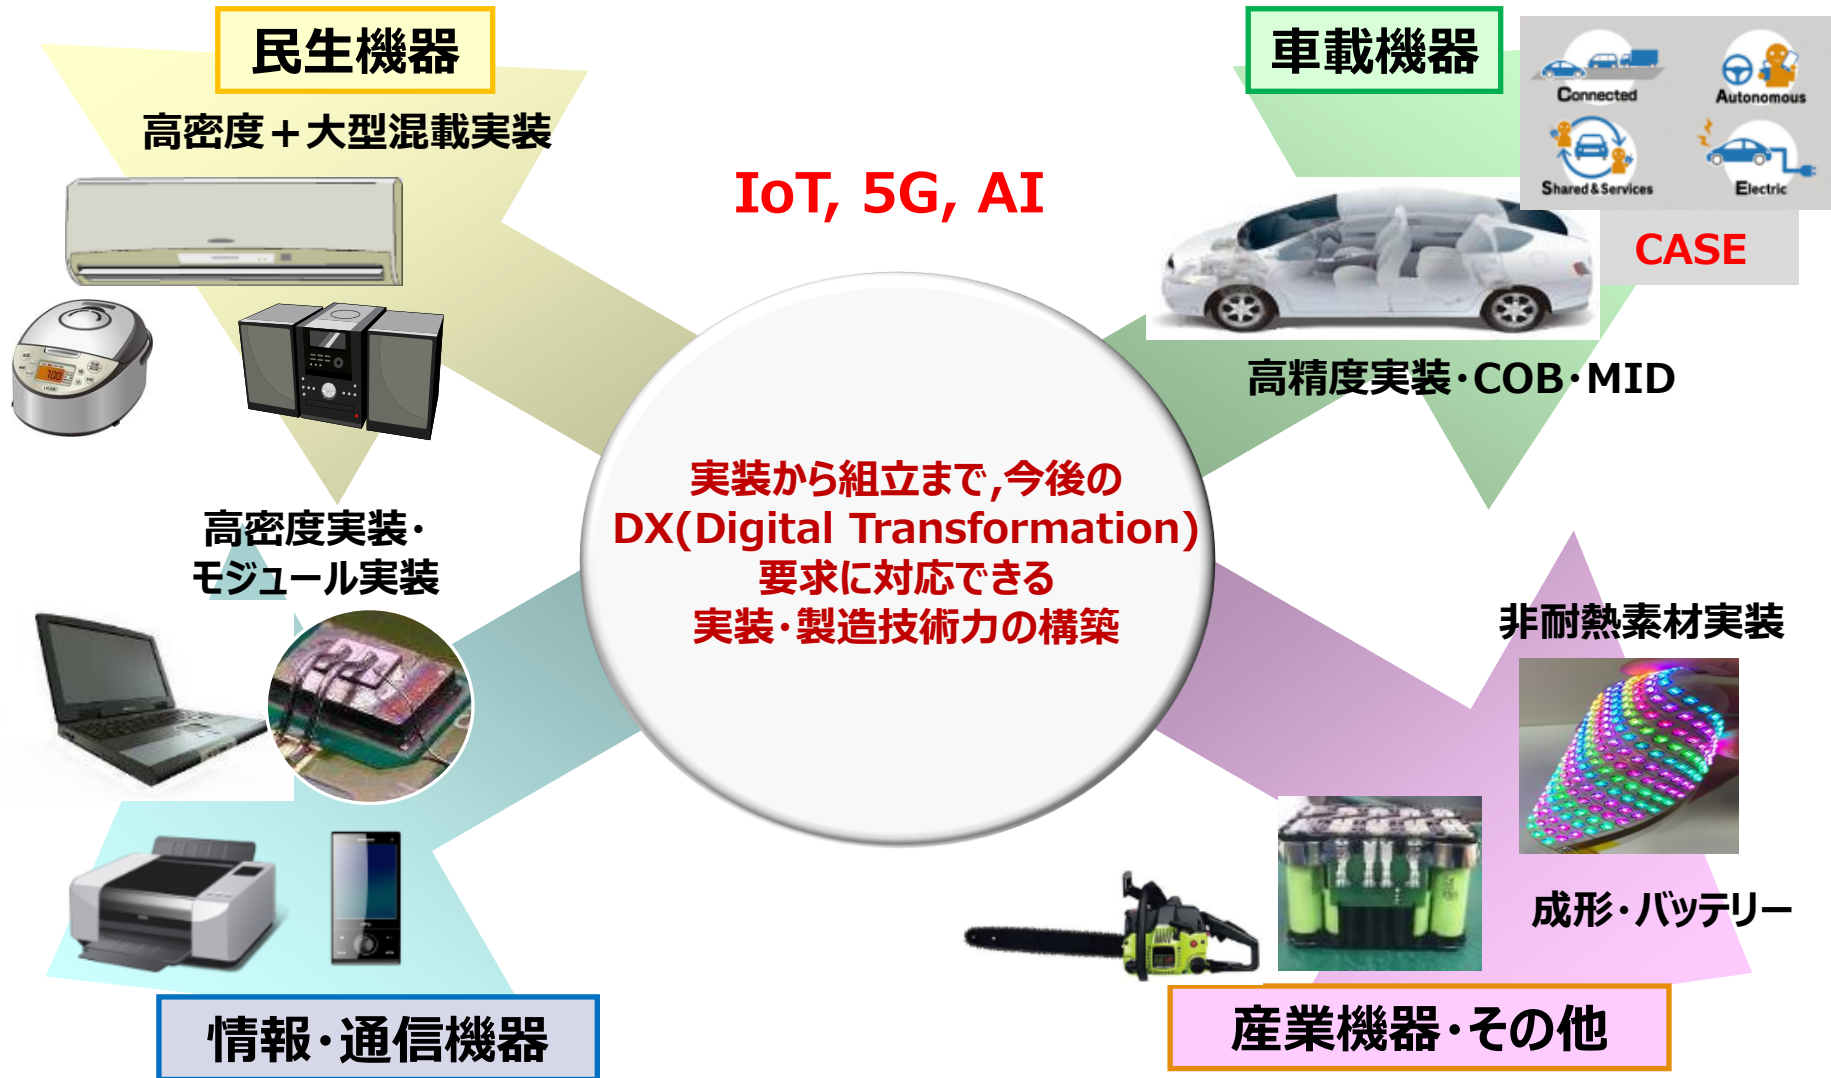 民生機器
高密度＋大型混載実装
車載機器
Connected
Autonomous
Shared & Services
Electric
CASE
IoT, 5G, AI
高精度実装・COB・MID
7:00
実装から組立まで,今後の
DX(Digital Transformation)
要求に対応できる
実装・製造技術力の構築
高密度実装・
モジュール実装
非耐熱素材実装
成形・バッテリー
情報・通信機器
産業機器・その他